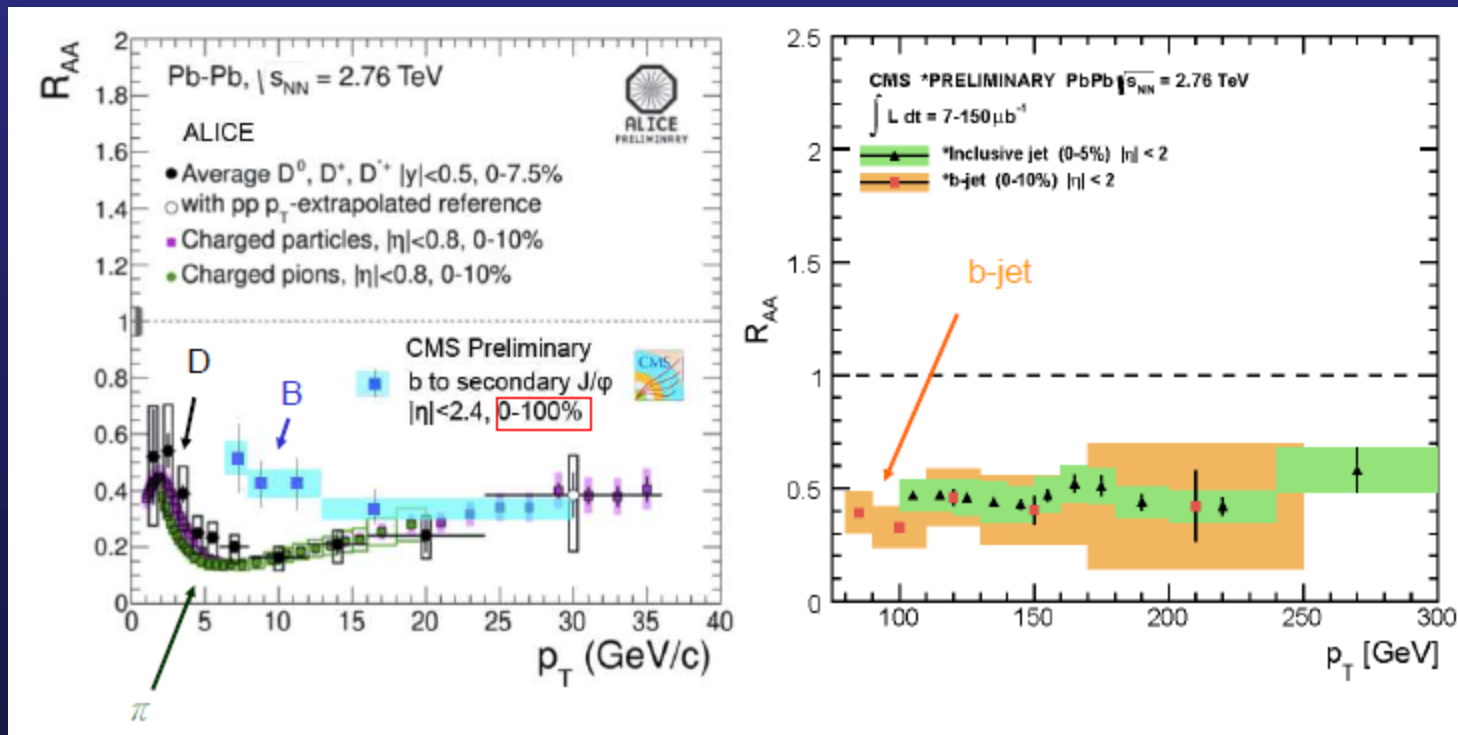 R_AA
2
1.8
1.6
1.4
1.2
1
0.8
0.6
0.4
0.2
0
Pb-Pb, √s_NN = 2.76 TeV
ALICE
PRELIMINARY
ALICE
Average D⁰, D⁺, D*⁺ |y|<0.5, 0-7.5%
with pp p_T-extrapolated reference
Charged particles, |η|<0.8, 0-10%
Charged pions, |η|<0.8, 0-10%
CMS Preliminary
b to secondary J/φ
|η|<2.4, 0-100%
CMS
D
B
π
0 5 10 15 20 25 30 35 40
p_T (GeV/c)
R_AA
2.5
2
1.5
1
0.5
0
CMS *PRELIMINARY PbPb √s_NN = 2.76 TeV
∫ L dt = 7-150 μb⁻¹
*Inclusive jet (0-5%) |η| < 2
*b-jet (0-10%) |η| < 2
b-jet
100 150 200 250 300
p_T [GeV]